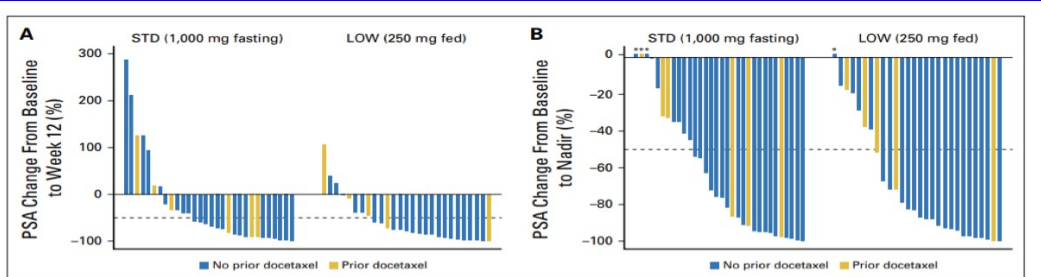 A
STD (1,000 mg fasting)
LOW (250 mg fed)
PSA Change From Baseline
to Week 12 (%)
300
200
100
0
−100
No prior docetaxel
Prior docetaxel
B
STD (1,000 mg fasting)
LOW (250 mg fed)
PSA Change From Baseline
to Nadir (%)
0
−20
−40
−60
−80
−100
***
*
No prior docetaxel
Prior docetaxel